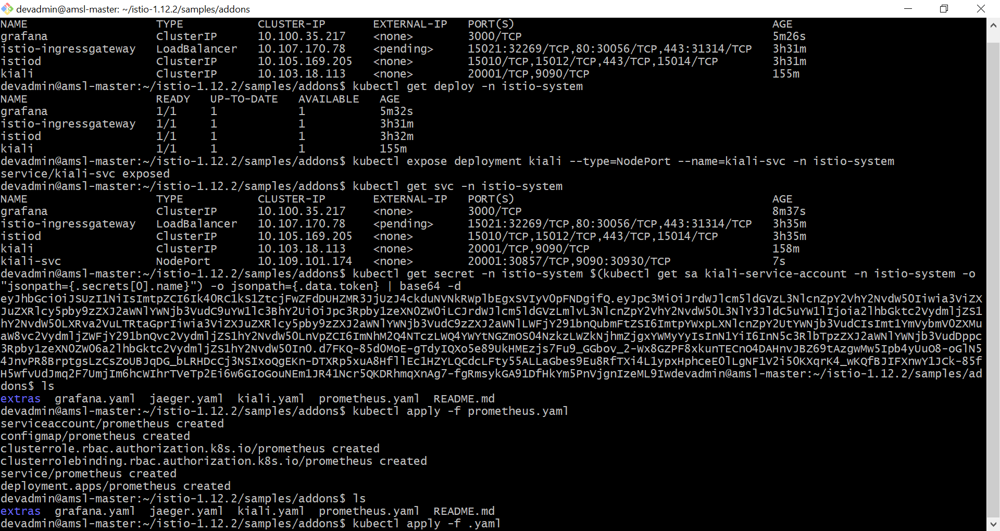 devadmin@amsl-master: ~/istio-1.12.2/samples/addons
NAME TYPE CLUSTER-IP EXTERNAL-IP PORT(S) AGE
grafana ClusterIP 10.100.35.217 <none> 3000/TCP 5m26s
istio-ingressgateway LoadBalancer 10.107.170.78 <pending> 15021:32269/TCP,80:30056/TCP,443:31314/TCP 3h31m
istiod ClusterIP 10.105.169.205 <none> 15010/TCP,15012/TCP,443/TCP,15014/TCP 3h31m
kiali ClusterIP 10.103.18.113 <none> 20001/TCP,9090/TCP 155m
devadmin@amsl-master:~/istio-1.12.2/samples/addons$ kubectl get deploy -n istio-system
NAME READY UP-TO-DATE AVAILABLE AGE
grafana 1/1 1 1 5m32s
istio-ingressgateway 1/1 1 1 3h31m
istiod 1/1 1 1 3h32m
kiali 1/1 1 1 155m
devadmin@amsl-master:~/istio-1.12.2/samples/addons$ kubectl expose deployment kiali --type=NodePort --name=kiali-svc -n istio-system
service/kiali-svc exposed
devadmin@amsl-master:~/istio-1.12.2/samples/addons$ kubectl get svc -n istio-system
NAME TYPE CLUSTER-IP EXTERNAL-IP PORT(S) AGE
grafana ClusterIP 10.100.35.217 <none> 3000/TCP 8m37s
istio-ingressgateway LoadBalancer 10.107.170.78 <pending> 15021:32269/TCP,80:30056/TCP,443:31314/TCP 3h35m
istiod ClusterIP 10.105.169.205 <none> 15010/TCP,15012/TCP,443/TCP,15014/TCP 3h35m
kiali ClusterIP 10.103.18.113 <none> 20001/TCP,9090/TCP 158m
kiali-svc NodePort 10.109.101.174 <none> 20001:30857/TCP,9090:30930/TCP 7s
devadmin@amsl-master:~/istio-1.12.2/samples/addons$ kubectl get secret -n istio-system $(kubectl get sa kiali-service-account -n istio-system -o
"jsonpath={.secrets[0].name}") -o jsonpath={.data.token} | base64 -d
devadmin@amsl-master:~/istio-1.12.2/samples/ad
dons$ ls
extras grafana.yaml jaeger.yaml kiali.yaml prometheus.yaml README.md
devadmin@amsl-master:~/istio-1.12.2/samples/addons$ kubectl apply -f prometheus.yaml
serviceaccount/prometheus created
configmap/prometheus created
clusterrole.rbac.authorization.k8s.io/prometheus created
clusterrolebinding.rbac.authorization.k8s.io/prometheus created
service/prometheus created
deployment.apps/prometheus created
devadmin@amsl-master:~/istio-1.12.2/samples/addons$ ls
extras grafana.yaml jaeger.yaml kiali.yaml prometheus.yaml README.md
devadmin@amsl-master:~/istio-1.12.2/samples/addons$ kubectl apply -f .yaml